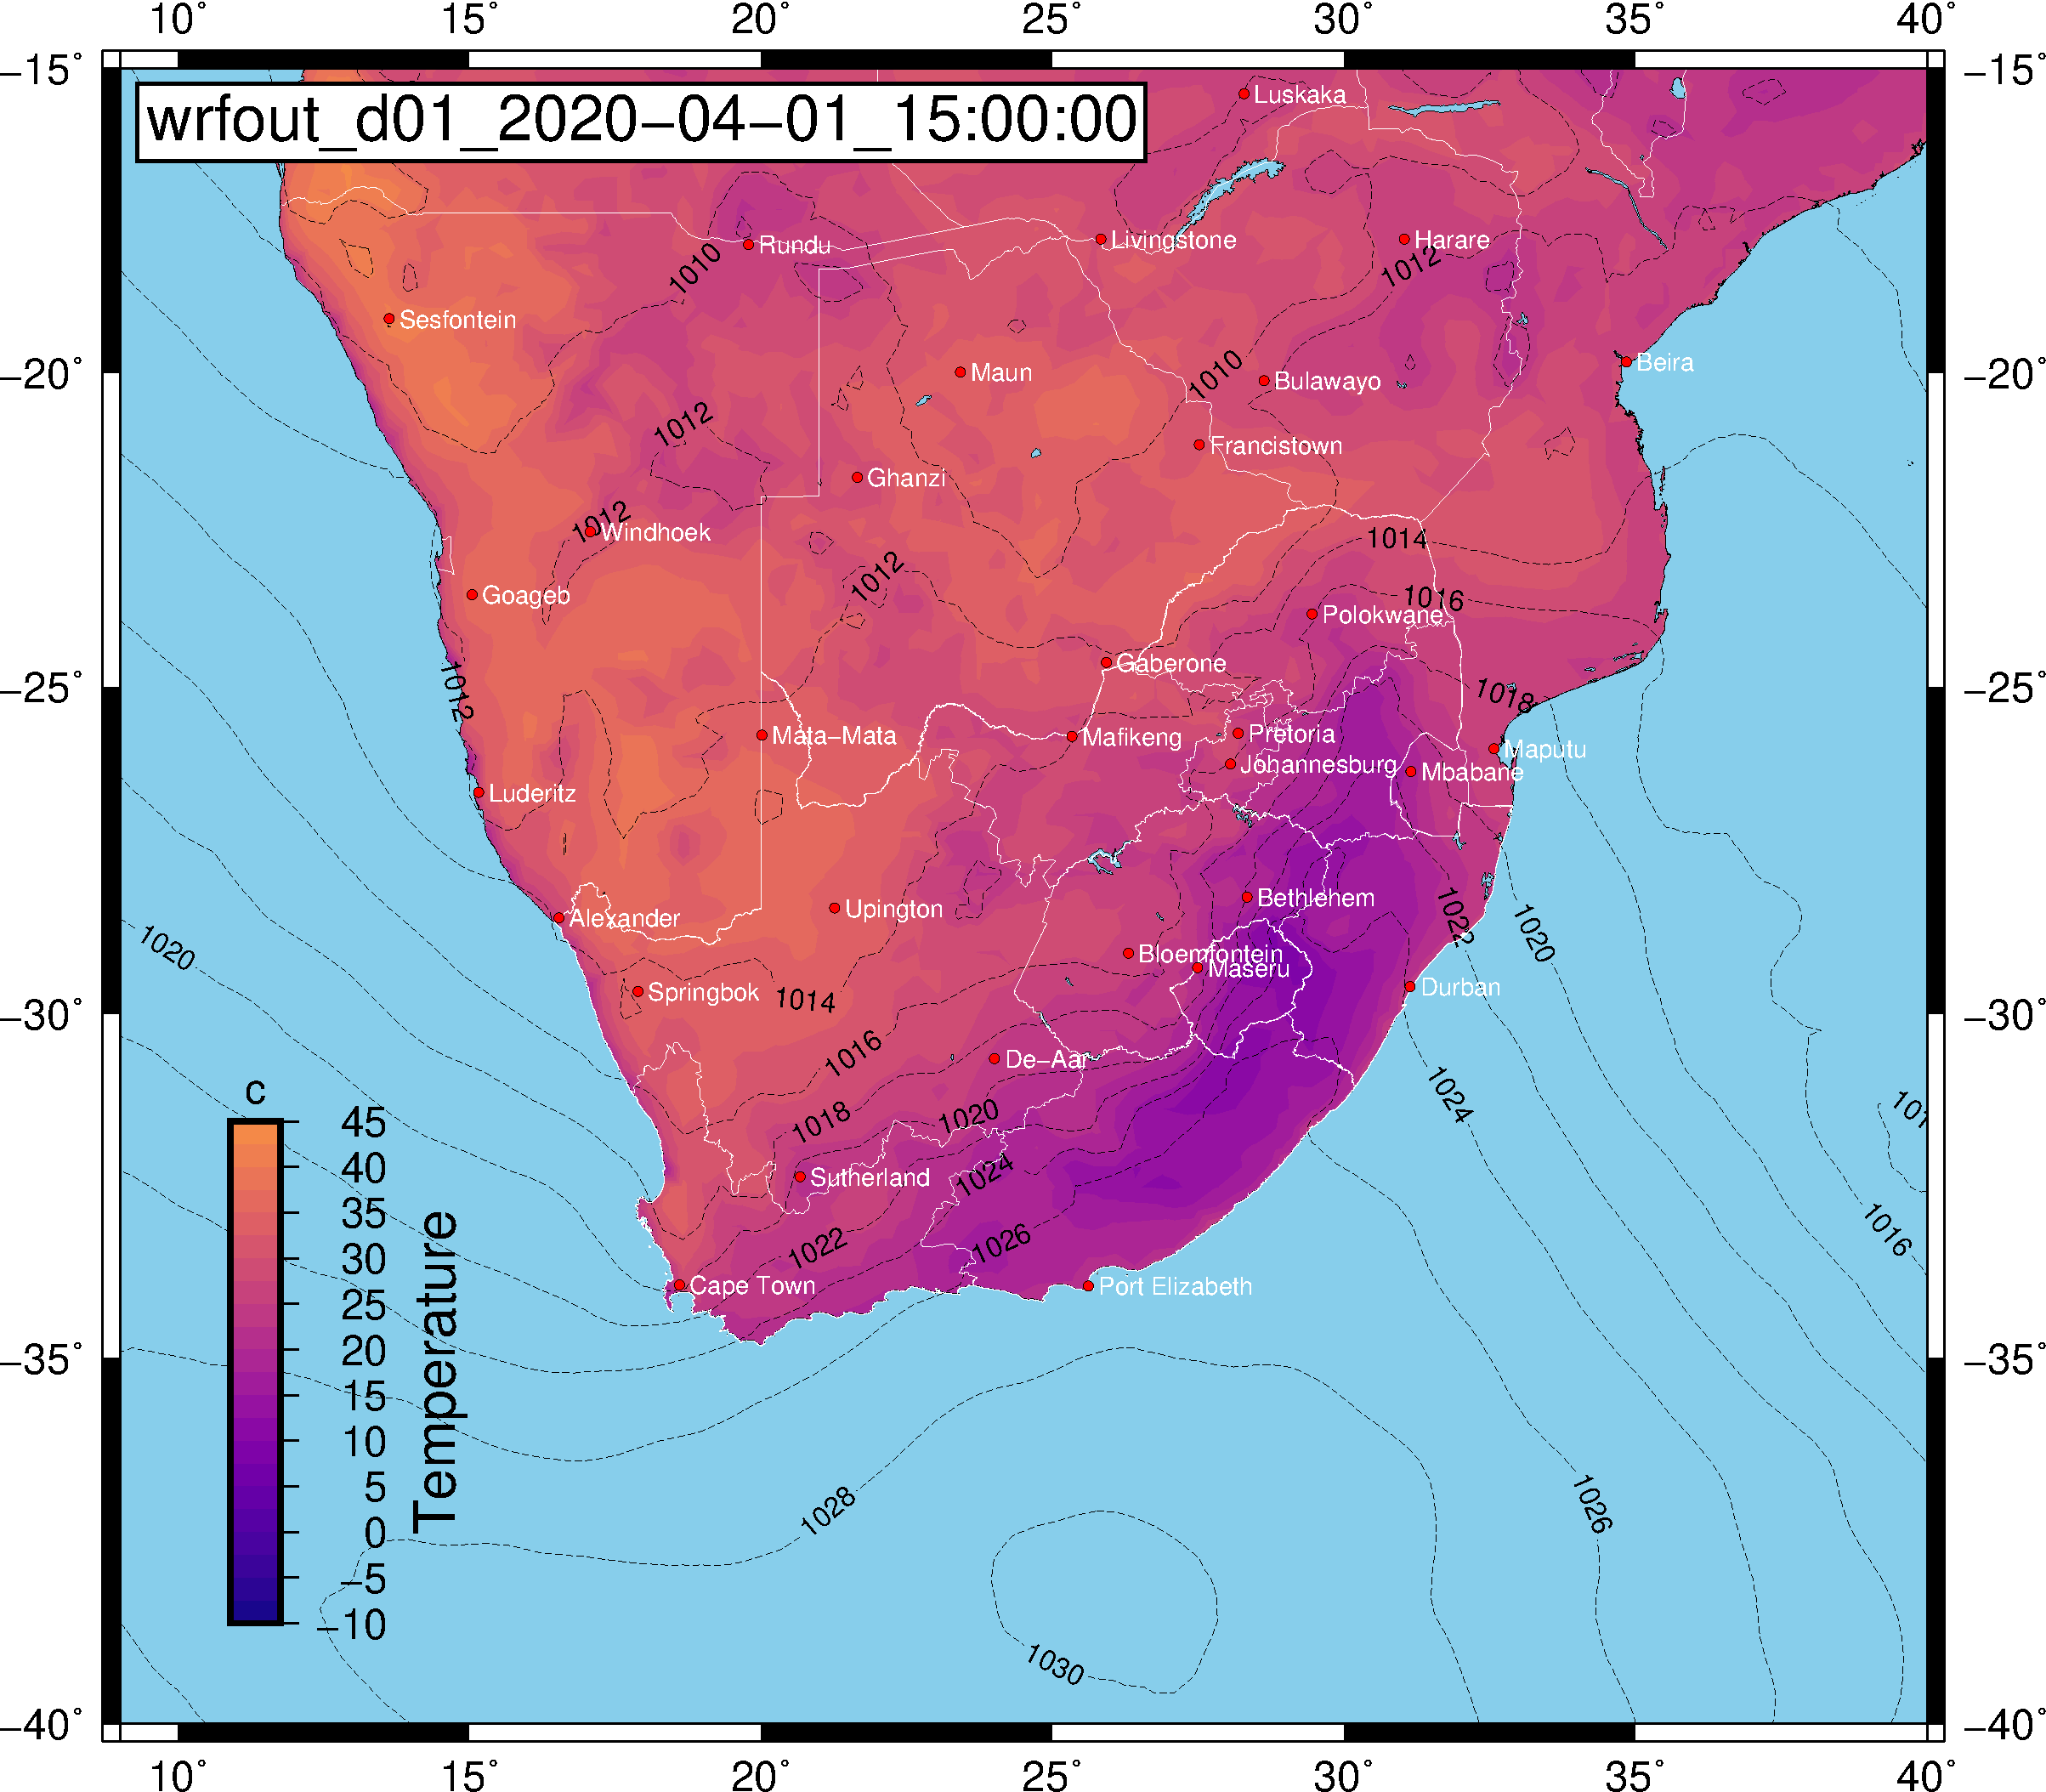 10° 15° 20° 25° 30° 35° 40°
−15° −15°
wrfout_d01_2020−04−01_15:00:00
Luskaka
Rundu
Livingstone
Harare
1010
1012
Sesfontein
−20° −20°
Maun
1010
Bulawayo
Beira
1012
Francistown
Ghanzi
1012
Windhoek
1014
1012
Goageb
1016
Polokwane
Gaberone
−25° −25°
1012
1018
Mata−Mata
Mafikeng
Pretoria
Maputu
Johannesburg
Mbabane
Luderitz
Bethlehem
Alexander
Upington
1022
1020
1020
Bloemfontein
Maseru
Springbok
1014
Durban
−30° −30°
1016
De−Aar
1024
101
c
1018
1020
Sutherland
1024
1016
1022
1026
Cape Town
Port Elizabeth
45
40
35
30
25
20
15
10
5
0
−5
−10
Temperature
−35° −35°
1028
1026
1030
−40° −40°
10° 15° 20° 25° 30° 35° 40°